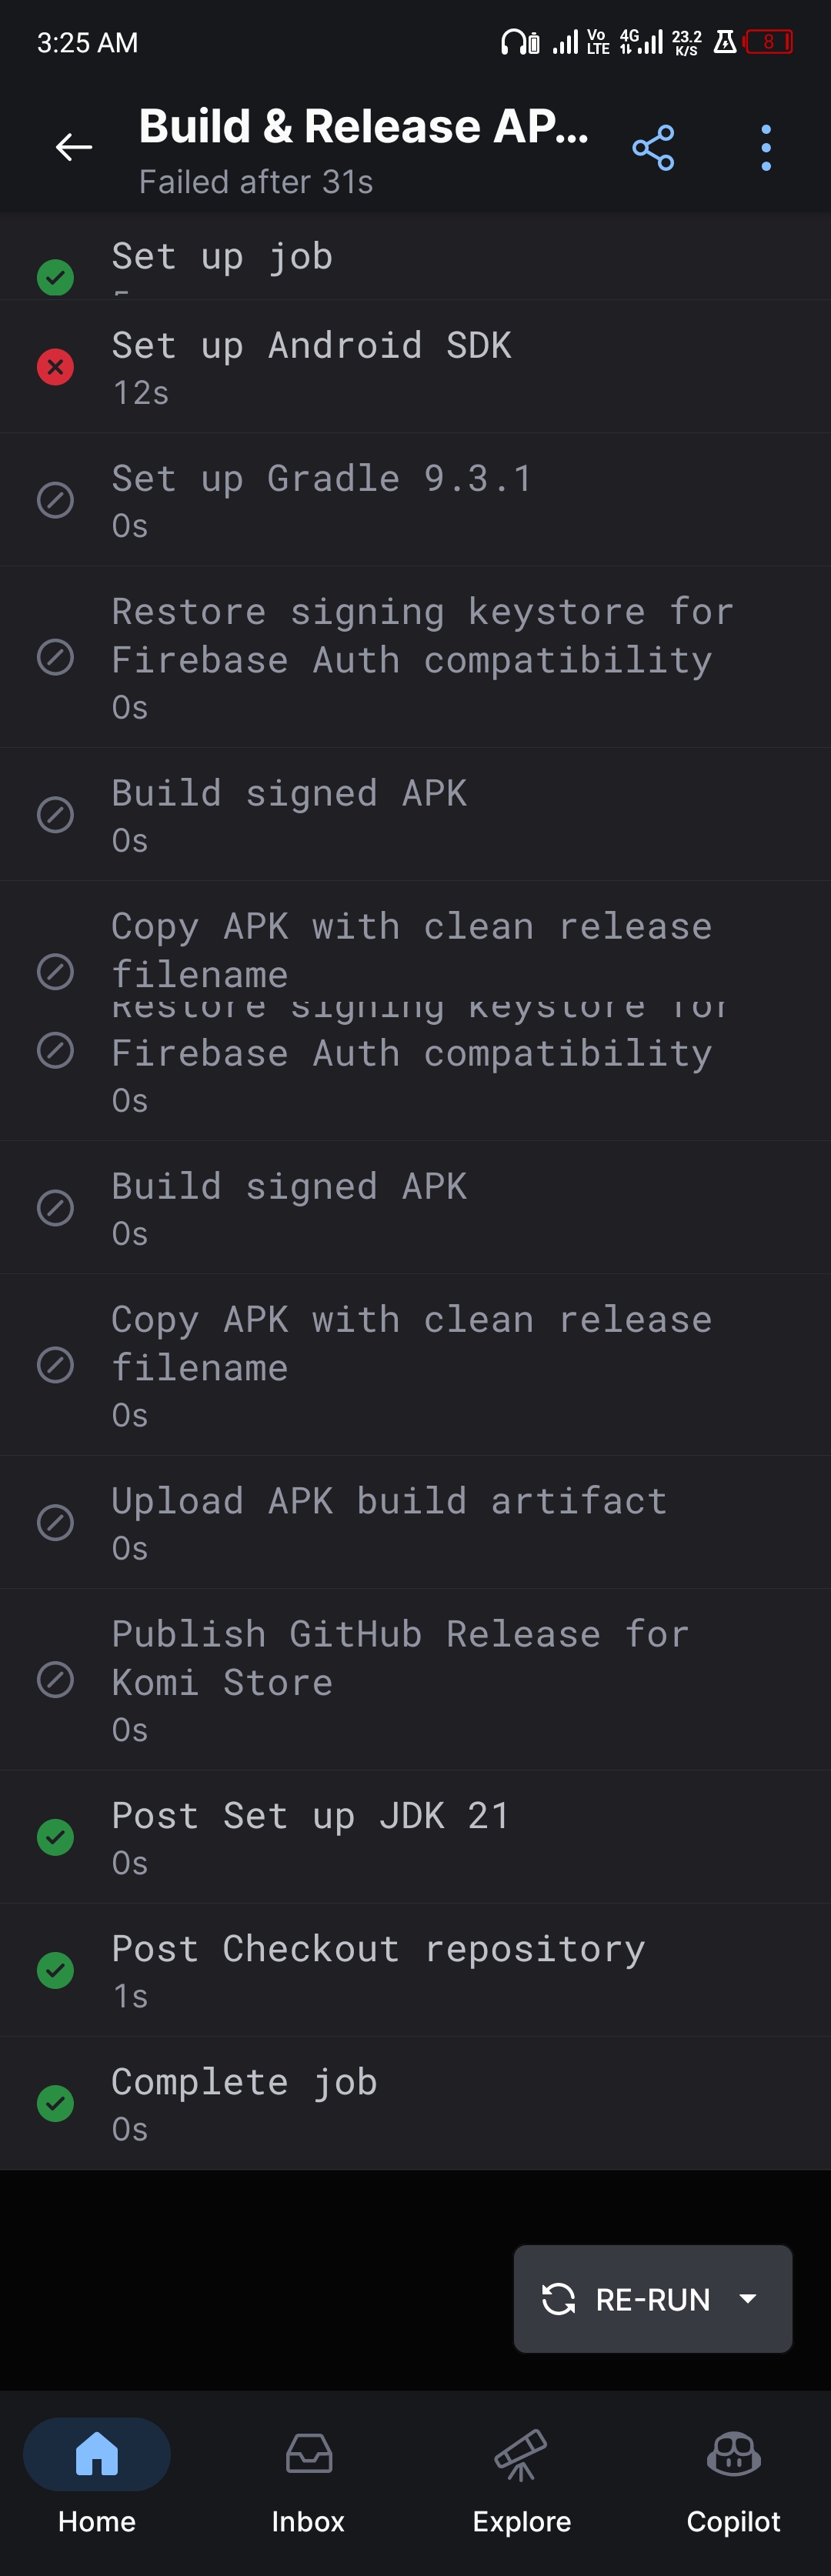 3:25 AM
Vo
LTE
4G
23.2
K/S
8
Build & Release AP...
Failed after 31s
Set up job
Set up Android SDK
12s
Set up Gradle 9.3.1
0s
Restore signing keystore for
Firebase Auth compatibility
0s
Build signed APK
0s
Copy APK with clean release
filename
Restore signing keystore for
Firebase Auth compatibility
0s
Build signed APK
0s
Copy APK with clean release
filename
0s
Upload APK build artifact
0s
Publish GitHub Release for
Komi Store
0s
Post Set up JDK 21
0s
Post Checkout repository
1s
Complete job
0s
RE-RUN
Home
Inbox
Explore
Copilot